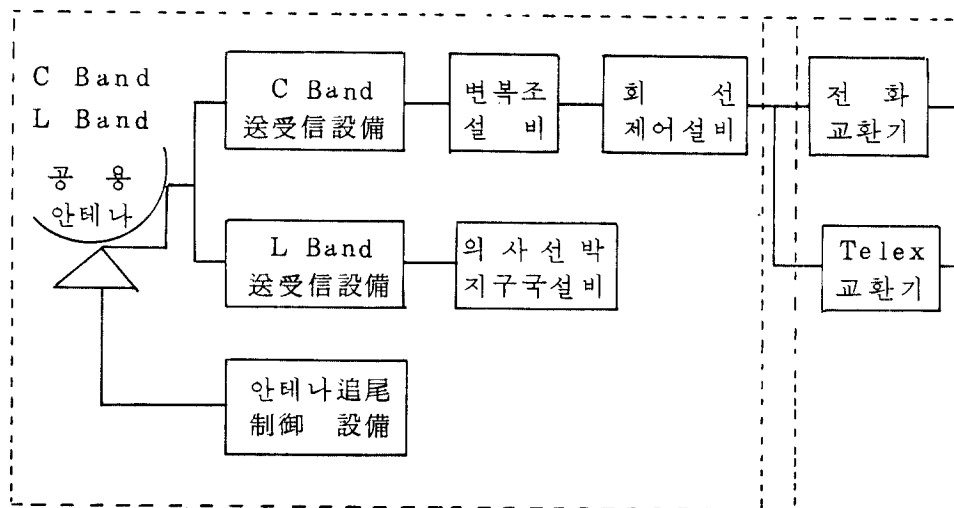 C Band
L Band
공 용
안테나
C Band
送受信設備
변복조
설 비
회 선
제어설비
전 화
교환기
L Band
送受信設備
의사선박
지구국설비
Telex
교환기
안테나追尾
制御 設備